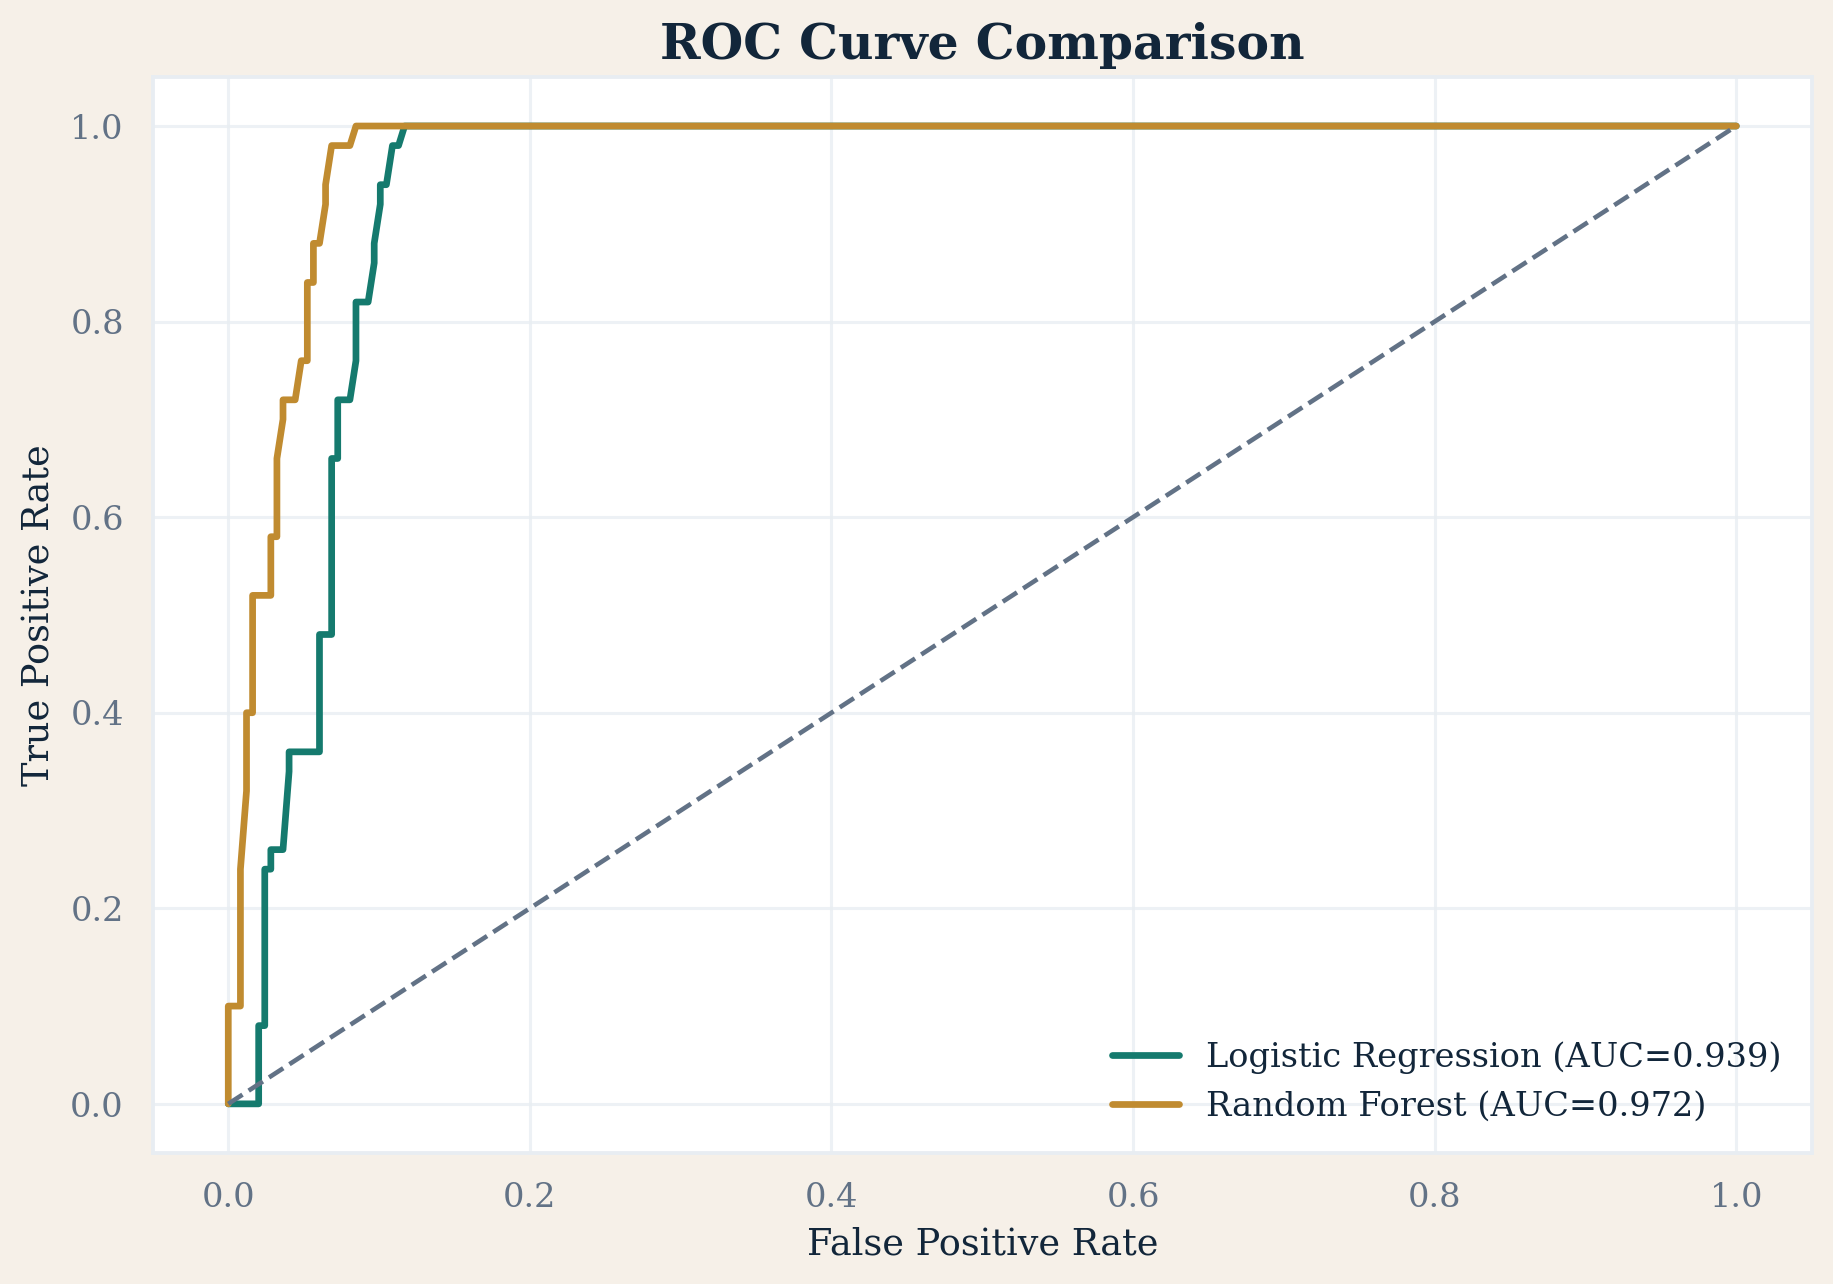 ROC Curve Comparison
True Positive Rate
1.0
0.8
0.6
0.4
0.2
0.0
Logistic Regression (AUC=0.939)
Random Forest (AUC=0.972)
0.0 0.2 0.4 0.6 0.8 1.0
False Positive Rate